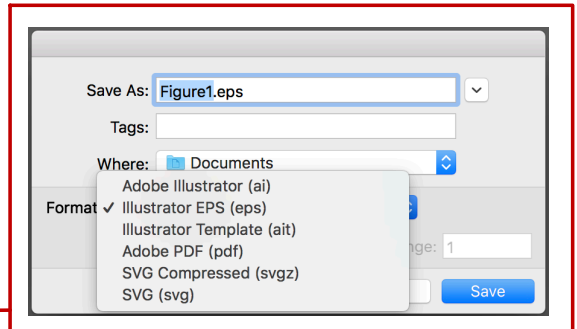 Save As: Figure1.eps
Tags:
Where: Documents
Adobe Illustrator (ai)
Format ✓ Illustrator EPS (eps)
Illustrator Template (ait)
Adobe PDF (pdf)
nge: 1
SVG Compressed (svgz)
SVG (svg)
Save